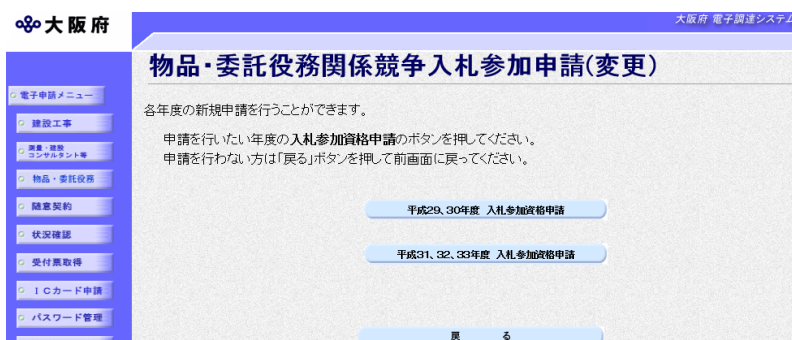 大阪府
大阪府 電子調達システム
物品・委託役務関係競争入札参加申請(変更)
電子申請メニュー
建設工事
測量・建設
コンサルタント等
物品・委託役務
随意契約
状況確認
受付票取得
ICカード申請
パスワード管理
各年度の新規申請を行うことができます。
申請を行いたい年度の入札参加資格申請のボタンを押してください。
申請を行わない方は「戻る」ボタンを押して前画面に戻ってください。
平成29、30年度 入札参加資格申請
平成31、32、33年度 入札参加資格申請
戻 る